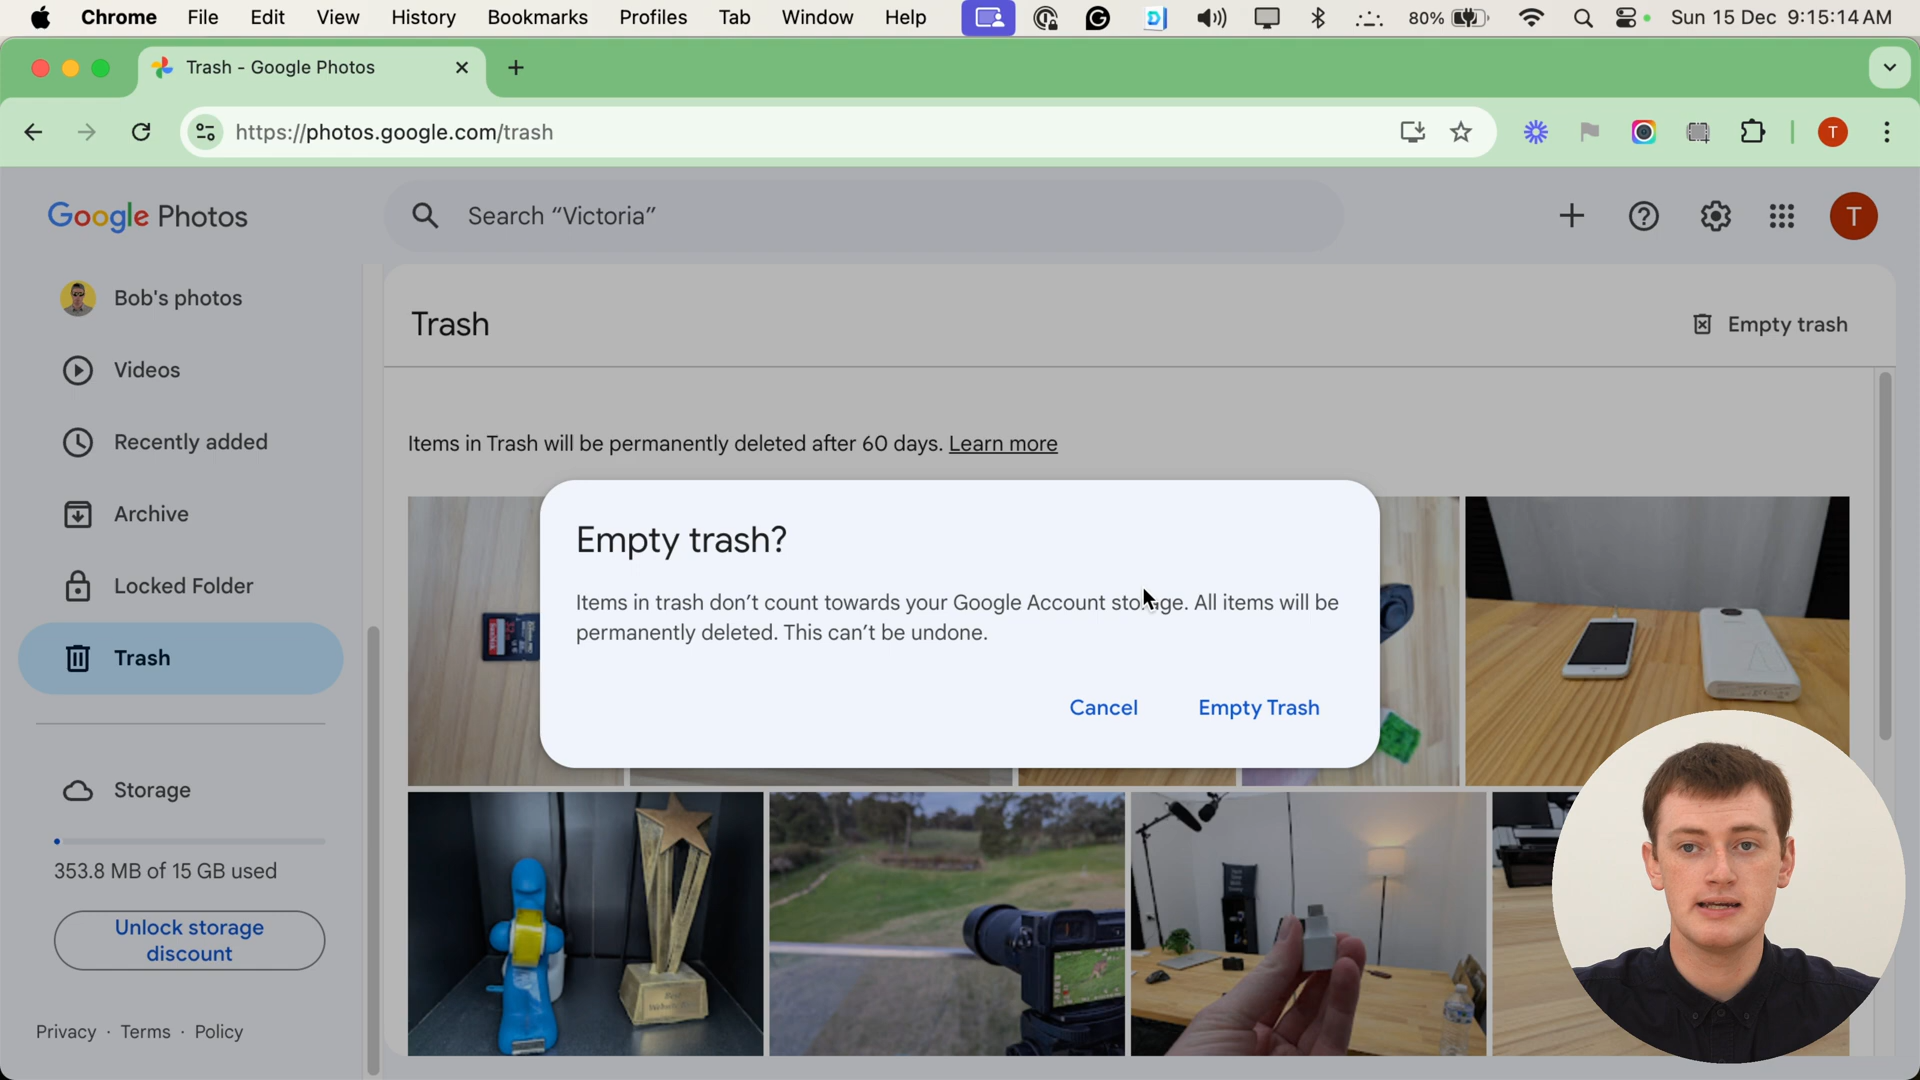 Chrome File Edit View History Bookmarks Profiles Tab Window Help 80% Sun 15 Dec 9:15:14 AM
Trash - Google Photos
https://photos.google.com/trash
T
Google Photos
Search “Victoria”
T
Bob's photos
Videos
Recently added
Archive
Locked Folder
Trash
Storage
353.8 MB of 15 GB used
Unlock storage
discount
Privacy · Terms · Policy
Trash
Empty trash
Items in Trash will be permanently deleted after 60 days. Learn more
Empty trash?
Items in trash don’t count towards your Google Account storage. All items will be
permanently deleted. This can’t be undone.
Cancel Empty Trash